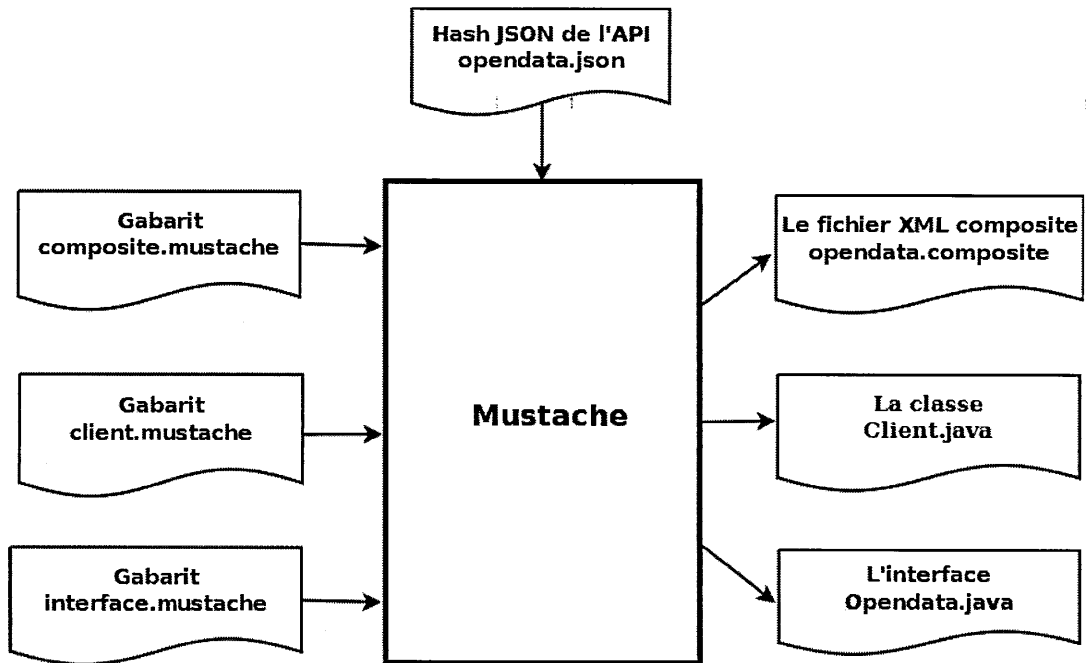 Hash JSON de l'API
opendata.json
Gabarit
composite.mustache
Le fichier XML composite
opendata.composite
Gabarit
client.mustache
Mustache
La classe
Client.java
Gabarit
interface.mustache
L'interface
Opendata.java